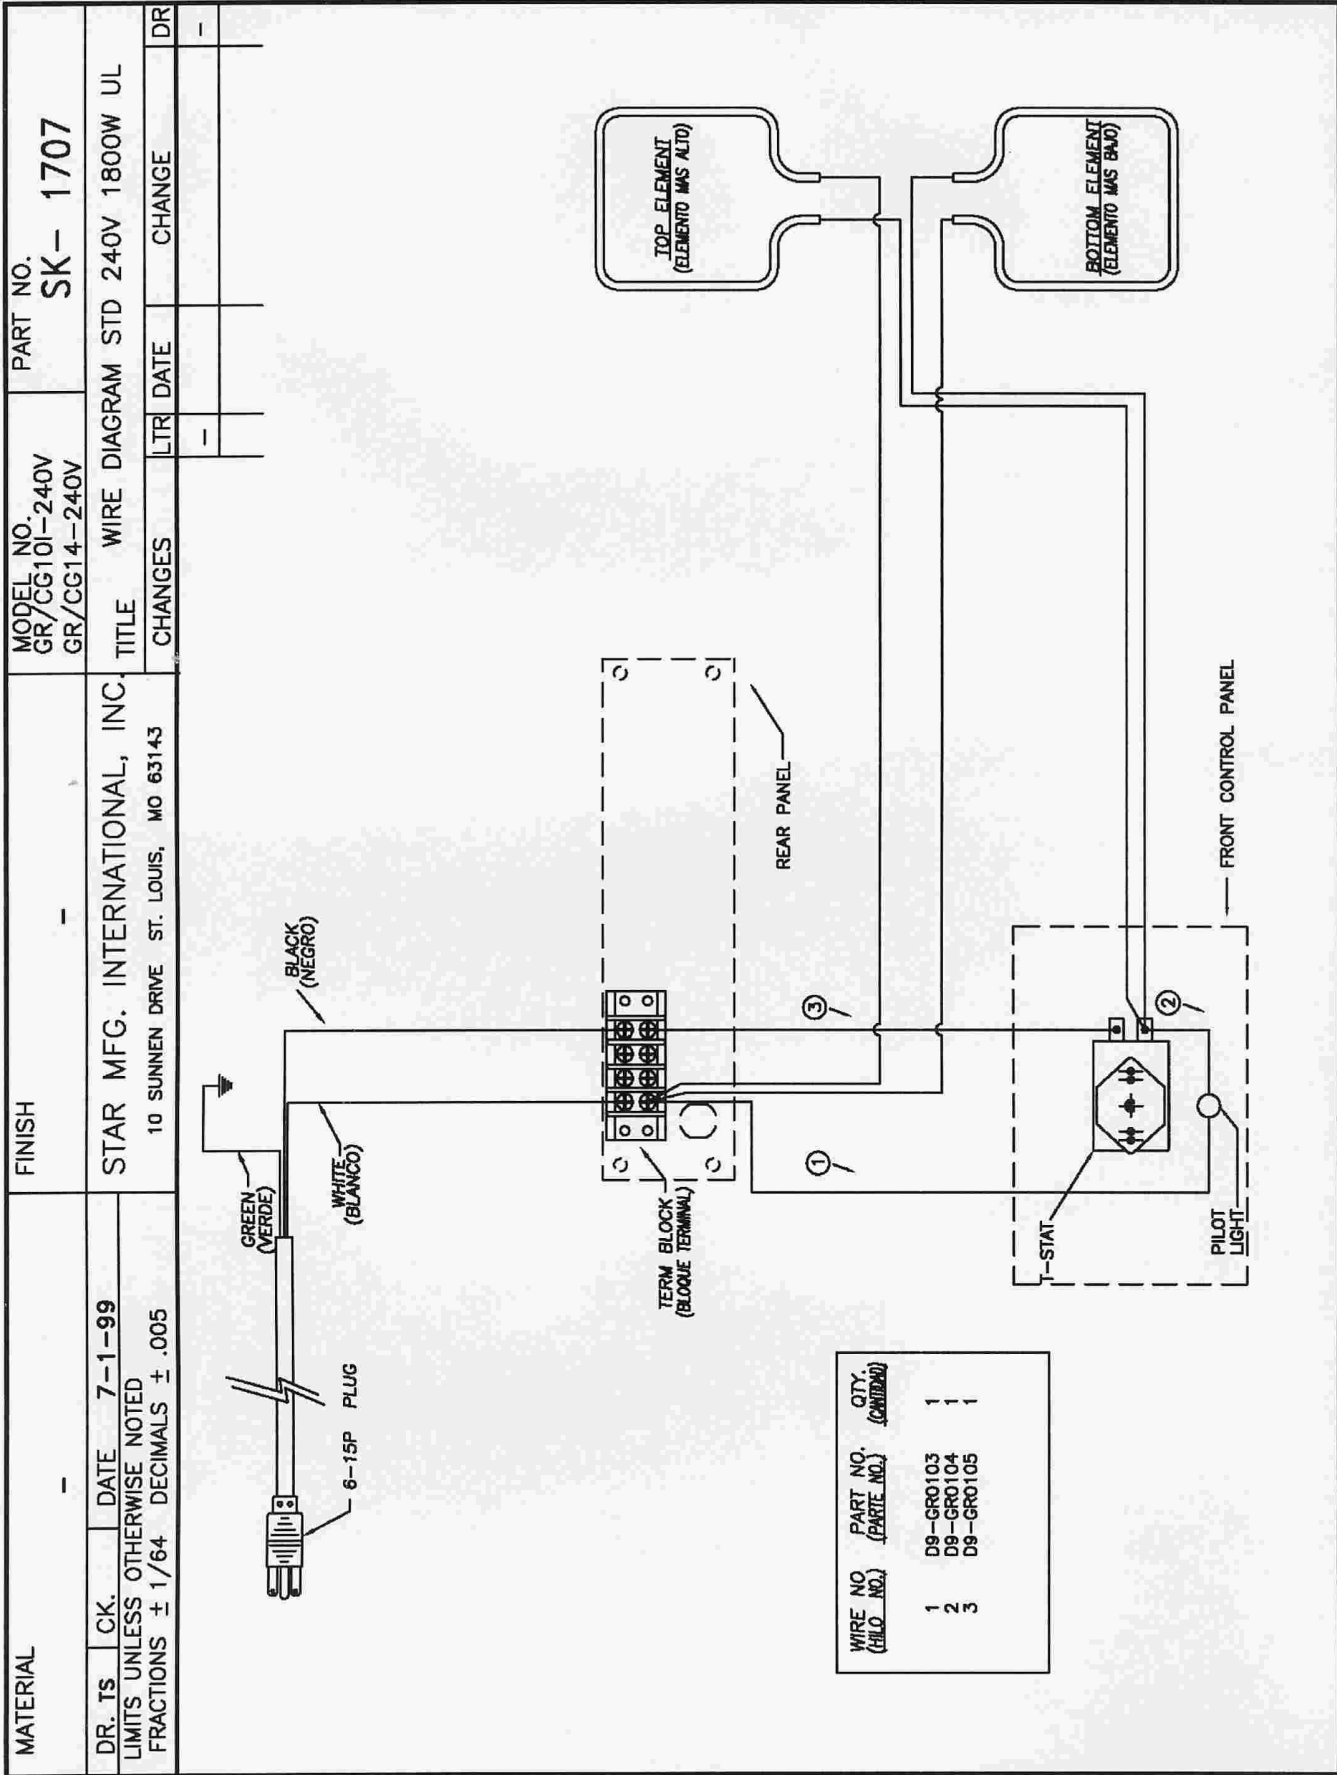 MATERIAL
-
FINISH
-
MODEL NO.
GR/CG10I-240V
GR/CG14-240V
PART NO.
SK- 1707
DR. TS
CK.
DATE 7-1-99
LIMITS UNLESS OTHERWISE NOTED
FRACTIONS ± 1/64 DECIMALS ± .005
STAR MFG. INTERNATIONAL, INC.
10 SUNNEN DRIVE ST. LOUIS, MO 63143
TITLE WIRE DIAGRAM STD 240V 1800W UL
CHANGES LTR DATE CHANGE DR
- -
6-15P PLUG
GREEN
(VERDE)
WHITE
(BLANCO)
BLACK
(NEGRO)
TERM BLOCK
(BLOQUE TERMINAL)
REAR PANEL
TOP ELEMENT
(ELEMENTO MAS ALTO)
BOTTOM ELEMENT
(ELEMENTO MAS BAJO)
1
3
2
T-STAT
PILOT
LIGHT
FRONT CONTROL PANEL
WIRE NO. PART NO. QTY.
(HILO NO.) (PARTE NO.) (CANTIDAD)
1 D9-GR0103 1
2 D9-GR0104 1
3 D9-GR0105 1